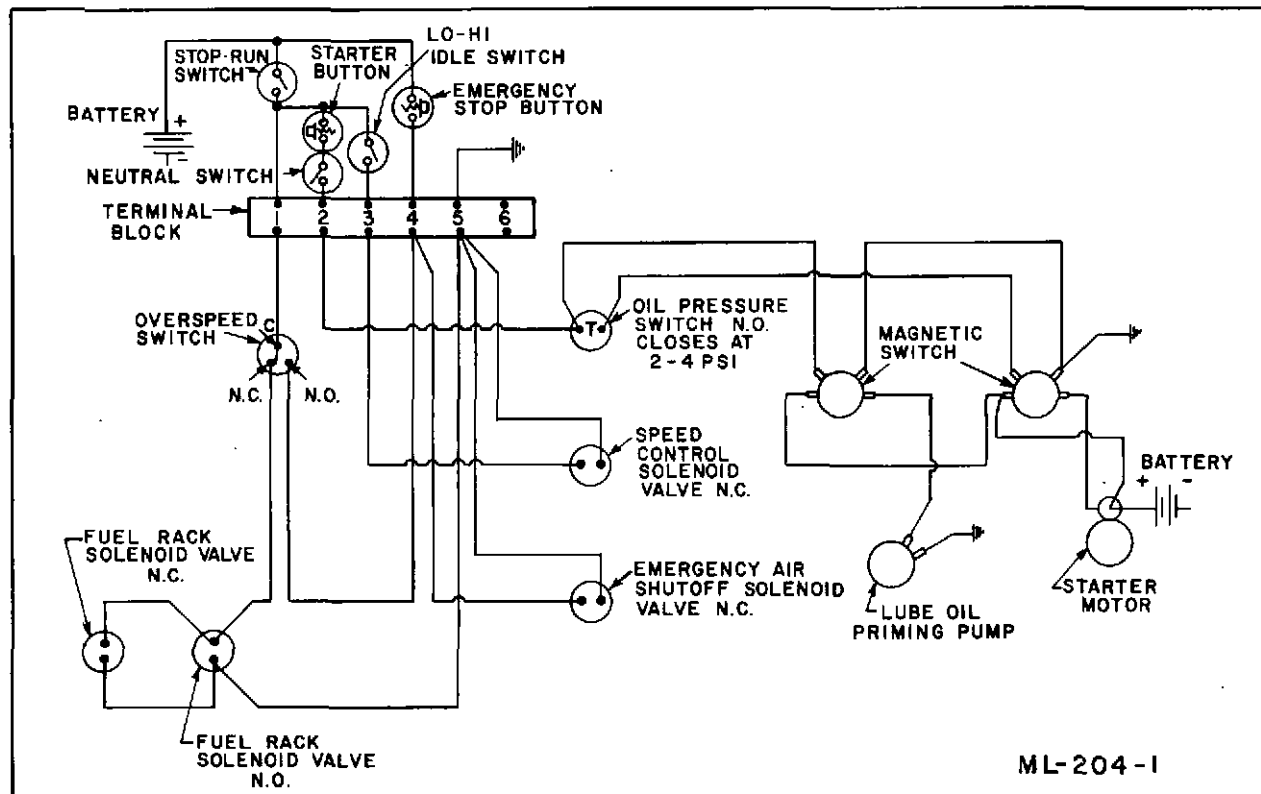 STOP-RUN
SWITCH
STARTER
BUTTON
LO-HI
IDLE SWITCH
EMERGENCY
STOP BUTTON
BATTERY
+
-
NEUTRAL SWITCH
TERMINAL
BLOCK
2 3 4 5 6
OVERSPEED
SWITCH
C
N.C.
N.O.
T
OIL PRESSURE
SWITCH N.O.
CLOSES AT
2-4 PSI
MAGNETIC
SWITCH
SPEED
CONTROL
SOLENOID
VALVE N.C.
BATTERY
+ -
FUEL RACK
SOLENOID VALVE
N.C.
EMERGENCY AIR
SHUTOFF SOLENOID
VALVE N.C.
LUBE OIL
PRIMING PUMP
STARTER
MOTOR
FUEL RACK
SOLENOID VALVE
N.O.
ML-204-1